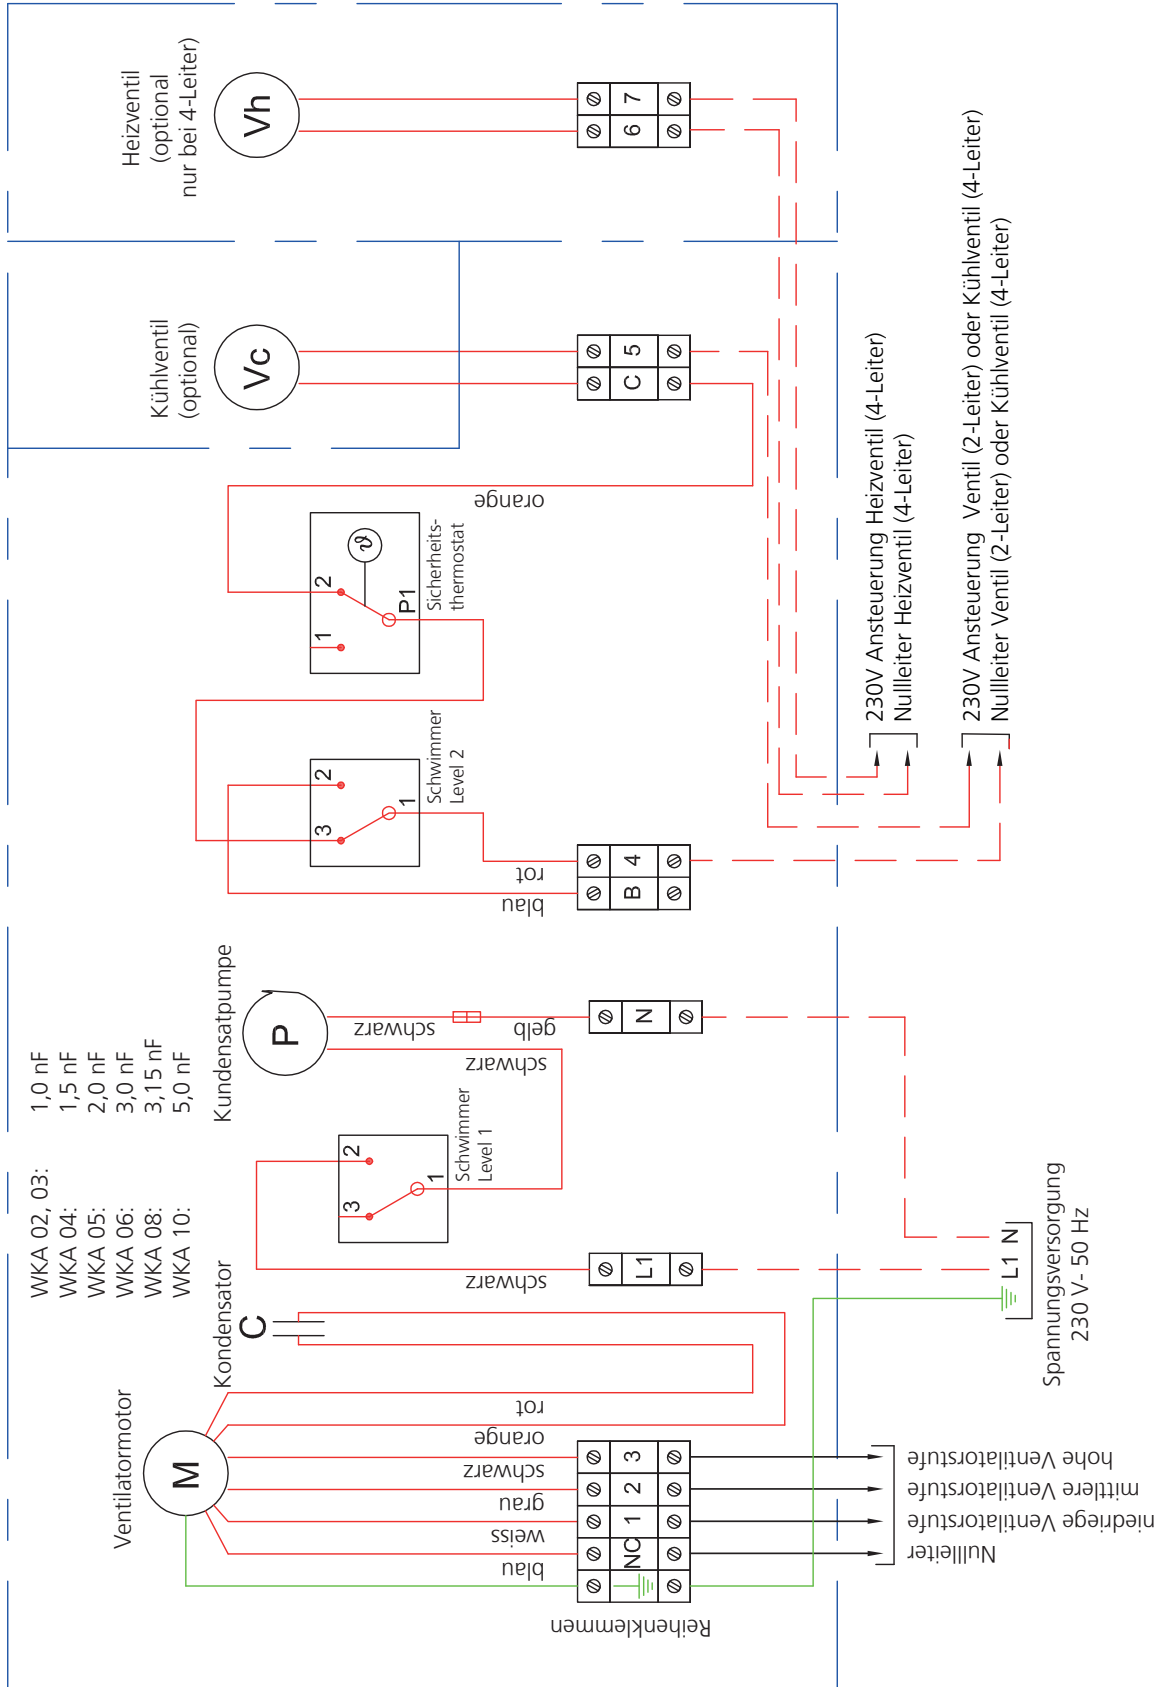 Ventilatormotor
M
Kondensator
C
WKA 02, 03: 1,0 nF
WKA 04: 1,5 nF
WKA 05: 2,0 nF
WKA 06: 3,0 nF
WKA 08: 3,15 nF
WKA 10: 5,0 nF
Kundensatpumpe
P
Kühlventil
(optional)
Vc
Heizventil
(optional
nur bei 4-Leiter)
Vh
3
2
1
Schwimmer
Level 1
3
2
1
Schwimmer
Level 2
1
2
ϑ
P1
Sicherheits-
thermostat
blau
weiss
grau
schwarz
orange
rot
schwarz
schwarz
schwarz
gelb
blau
rot
orange
Reihenklemmen
NC
1
2
3
L1
N
B
4
C
5
6
7
Nullleiter
niedriege Ventilatorstufe
mittlere Ventilatorstufe
hohe Ventilatorstufe
L1 N
Spannungsversorgung
230 V- 50 Hz
230V Ansteuerung Heizventil (4-Leiter)
Nullleiter Heizventil (4-Leiter)
230V Ansteuerung Ventil (2-Leiter) oder Kühlventil (4-Leiter)
Nullleiter Ventil (2-Leiter) oder Kühlventil (4-Leiter)